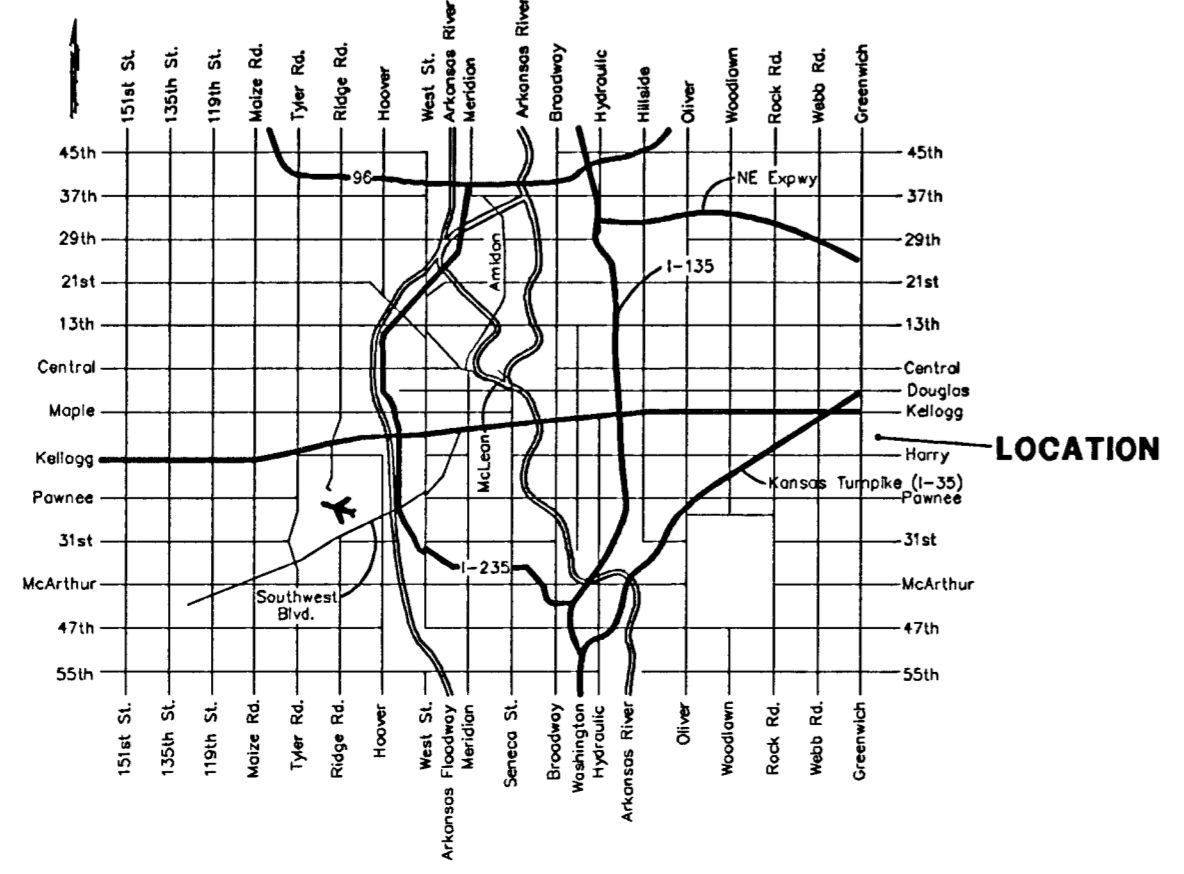 151st St.
135th St.
119th St.
Maize Rd.
Tyler Rd.
Ridge Rd.
Hoover
West St.
Arkansas River
Meridian
Arkansas River
Broadway
Hydraulic
Hillside
Oliver
Woodlawn
Rock Rd.
Webb Rd.
Greenwich
45th
45th
96
NE Expwy
37th
37th
29th
29th
Amidon
I-135
21st
21st
13th
13th
Central
Central
Douglas
Maple
Kellogg
McLean
LOCATION
Kellogg
Harry
Kansas Turnpike (I-35)
Pawnee
Pawnee
31st
31st
I-235
McArthur
McArthur
Southwest
Blvd.
47th
47th
55th
55th
151st St.
135th St.
119th St.
Maize Rd.
Tyler Rd.
Ridge Rd.
Hoover
West St.
Arkansas Floodway
Meridian
Seneca St.
Broadway
Washington
Hydraulic
Arkansas River
Oliver
Woodlawn
Rock Rd.
Webb Rd.
Greenwich